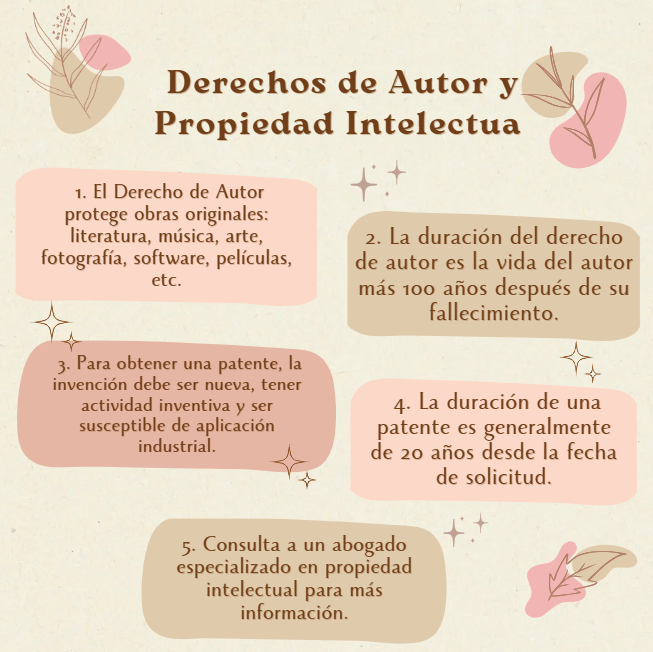 Derechos de Autor y
Propiedad Intelectua
1. El Derecho de Autor
protege obras originales:
literatura, música, arte,
fotografía, software, películas,
etc.
2. La duración del derecho
de autor es la vida del autor
más 100 años después de su
fallecimiento.
3. Para obtener una patente, la
invención debe ser nueva, tener
actividad inventiva y ser
susceptible de aplicación
industrial.
4. La duración de una
patente es generalmente
de 20 años desde la fecha
de solicitud.
5. Consulta a un abogado
especializado en propiedad
intelectual para más
información.